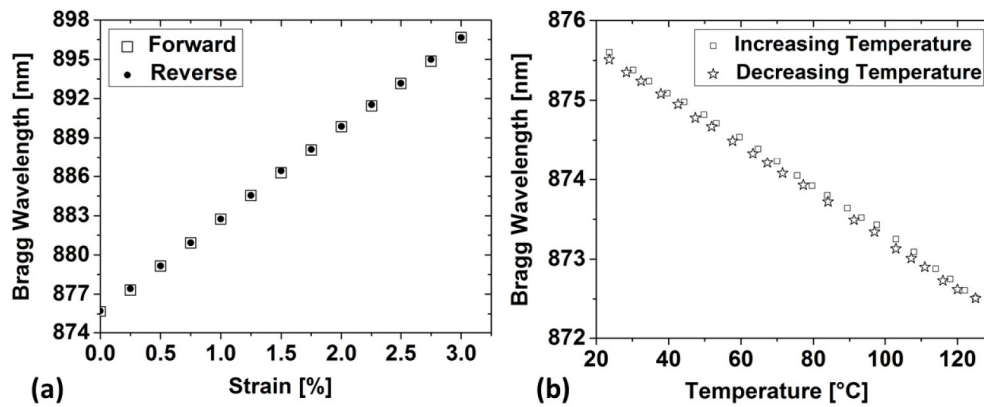 Forward
Reverse
Bragg Wavelength [nm]
898
895
892
889
886
883
880
877
874
0.0 0.5 1.0 1.5 2.0 2.5 3.0
Strain [%]
(a)
Increasing Temperature
Decreasing Temperature
Bragg Wavelength [nm]
876
875
874
873
872
20 40 60 80 100 120
Temperature [°C]
(b)